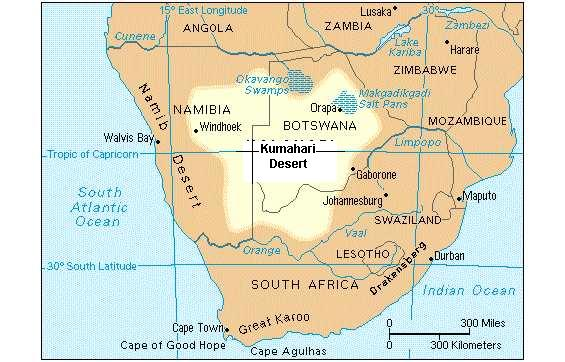 15° East Longitude
30°
Lusaka
ANGOLA
ZAMBIA
Zambezi
Cunene
Lake
Kariba
Harare
Okavango
Swamps
ZIMBABWE
Makgadikgadi
Salt Pans
Orapa
Namib
Desert
NAMIBIA
BOTSWANA
MOZAMBIQUE
Windhoek
Walvis Bay
Limpopo
Kumahari
Desert
Tropic of Capricorn
Gaborone
South
Atlantic
Ocean
Johannesburg
Maputo
SWAZILAND
Vaal
Orange
LESOTHO
Drakensberg
Durban
30° South Latitude
SOUTH AFRICA
Indian Ocean
Great Karoo
Cape Town
Cape of Good Hope
Cape Agulhas
0
300 Miles
0
300 Kilometers